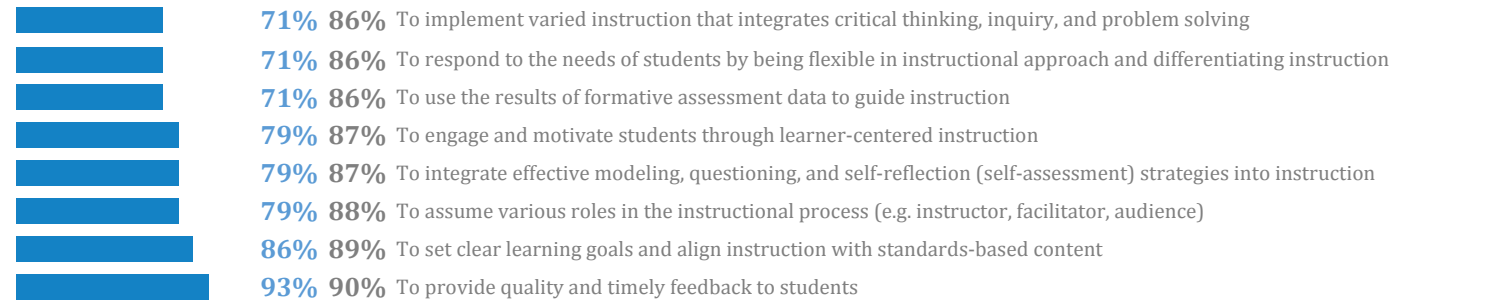 71% 86% To implement varied instruction that integrates critical thinking, inquiry, and problem solving
71% 86% To respond to the needs of students by being flexible in instructional approach and differentiating instruction
71% 86% To use the results of formative assessment data to guide instruction
79% 87% To engage and motivate students through learner-centered instruction
79% 87% To integrate effective modeling, questioning, and self-reflection (self-assessment) strategies into instruction
79% 88% To assume various roles in the instructional process (e.g. instructor, facilitator, audience)
86% 89% To set clear learning goals and align instruction with standards-based content
93% 90% To provide quality and timely feedback to students